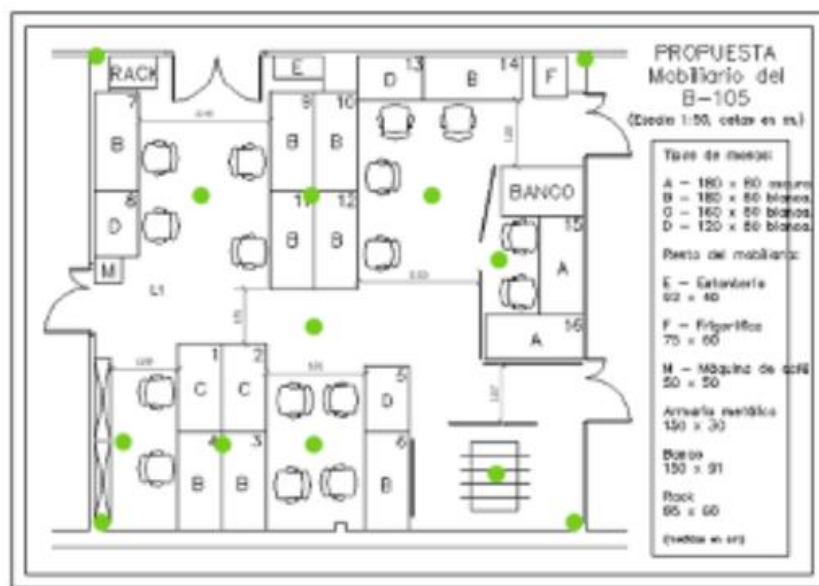 PROPUESTA
Mobiliario del
B-105
(Escala 1:50, cotas en m.)
Tipos de mesas:
A - 180 x 60 oscura
B - 180 x 80 blanca
C - 160 x 80 blanca
D - 120 x 80 blanca
Resto del mobiliario:
E - Estantería
92 x 40
F - Frigorífico
75 x 60
M - Máquina de café
50 x 50
Armario metálico
150 x 30
Banco
150 x 91
Rack
85 x 60
(medidas en cm)
RACK
E
13
D
14
B
F
7
B
8
D
M
L1
9
B
10
B
11
B
12
B
BANCO
15
A
16
A
1
C
2
C
4
B
3
B
5
D
6
B